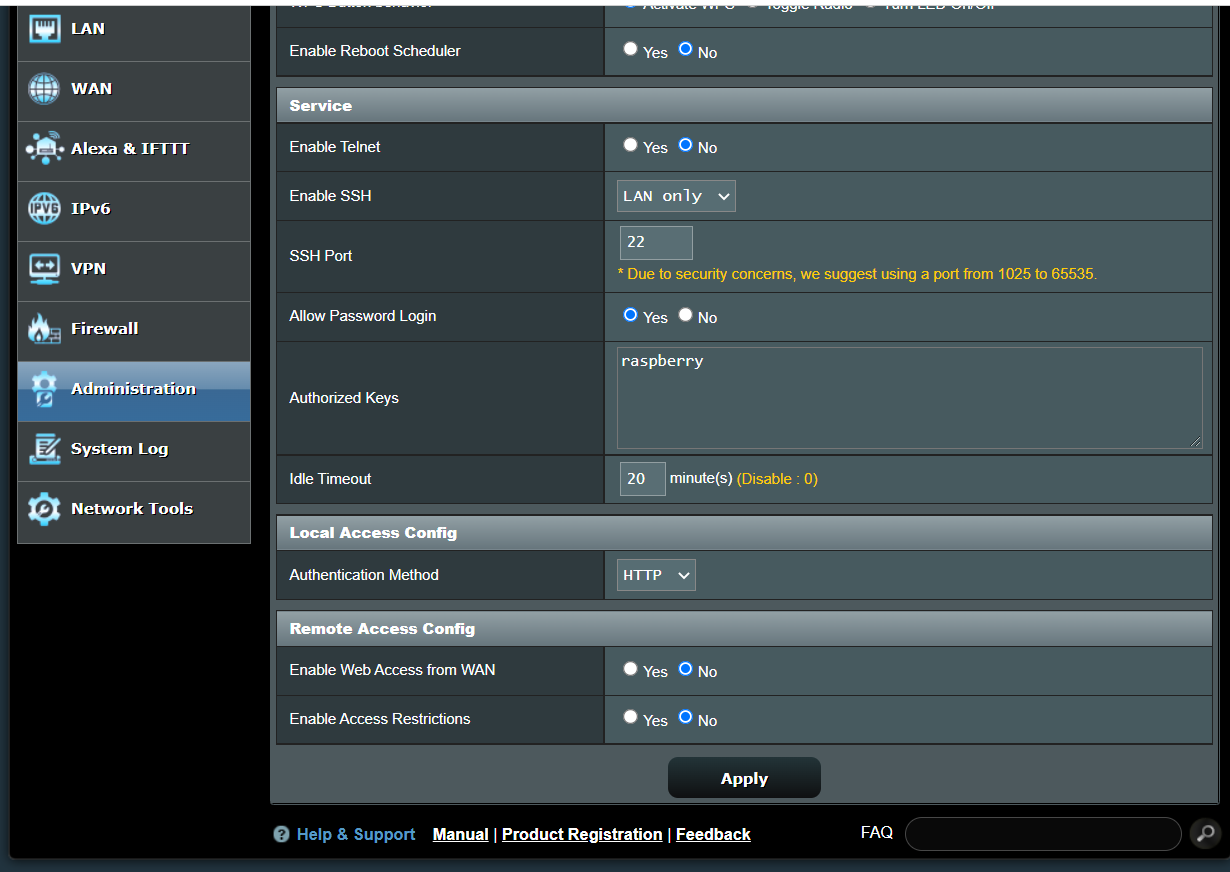 LAN
WAN
Alexa & IFTTT
IPv6
VPN
Firewall
Administration
System Log
Network Tools
Activate WPS Toggle Radio Turn LED On/Off
Enable Reboot Scheduler Yes No
Service
Enable Telnet Yes No
Enable SSH LAN only
SSH Port 22
* Due to security concerns, we suggest using a port from 1025 to 65535.
Allow Password Login Yes No
Authorized Keys raspberry
Idle Timeout 20 minute(s) (Disable : 0)
Local Access Config
Authentication Method HTTP
Remote Access Config
Enable Web Access from WAN Yes No
Enable Access Restrictions Yes No
Apply
Help & Support Manual | Product Registration | Feedback FAQ